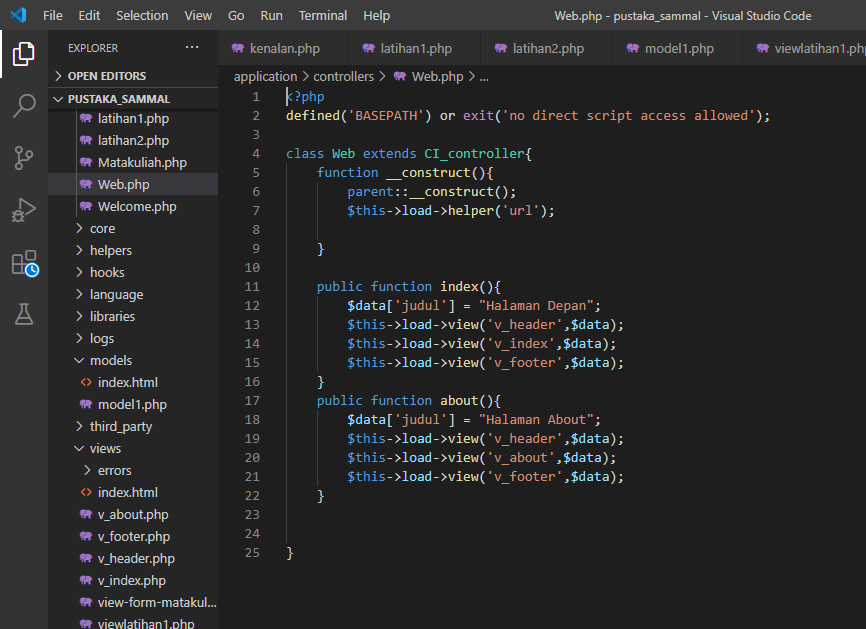 File Edit Selection View Go Run Terminal Help Web.php - pustaka_sammal - Visual Studio Code
EXPLORER ...
OPEN EDITORS
PUSTAKA_SAMMAL
latihan1.php
latihan2.php
Matakuliah.php
Web.php
Welcome.php
core
helpers
hooks
language
libraries
logs
models
index.html
model1.php
third_party
views
errors
index.html
v_about.php
v_footer.php
v_header.php
v_index.php
view-form-matakul...
viewlatihan1.php
kenalan.php latihan1.php latihan2.php model1.php viewlatihan1.php
application > controllers > Web.php > ...
1 <?php
2 defined('BASEPATH') or exit('no direct script access allowed');
3
4 class Web extends CI_controller{
5 function __construct(){
6 parent::__construct();
7 $this->load->helper('url');
8
9 }
10
11 public function index(){
12 $data['judul'] = "Halaman Depan";
13 $this->load->view('v_header',$data);
14 $this->load->view('v_index',$data);
15 $this->load->view('v_footer',$data);
16 }
17 public function about(){
18 $data['judul'] = "Halaman About";
19 $this->load->view('v_header',$data);
20 $this->load->view('v_about',$data);
21 $this->load->view('v_footer',$data);
22 }
23
24
25 }